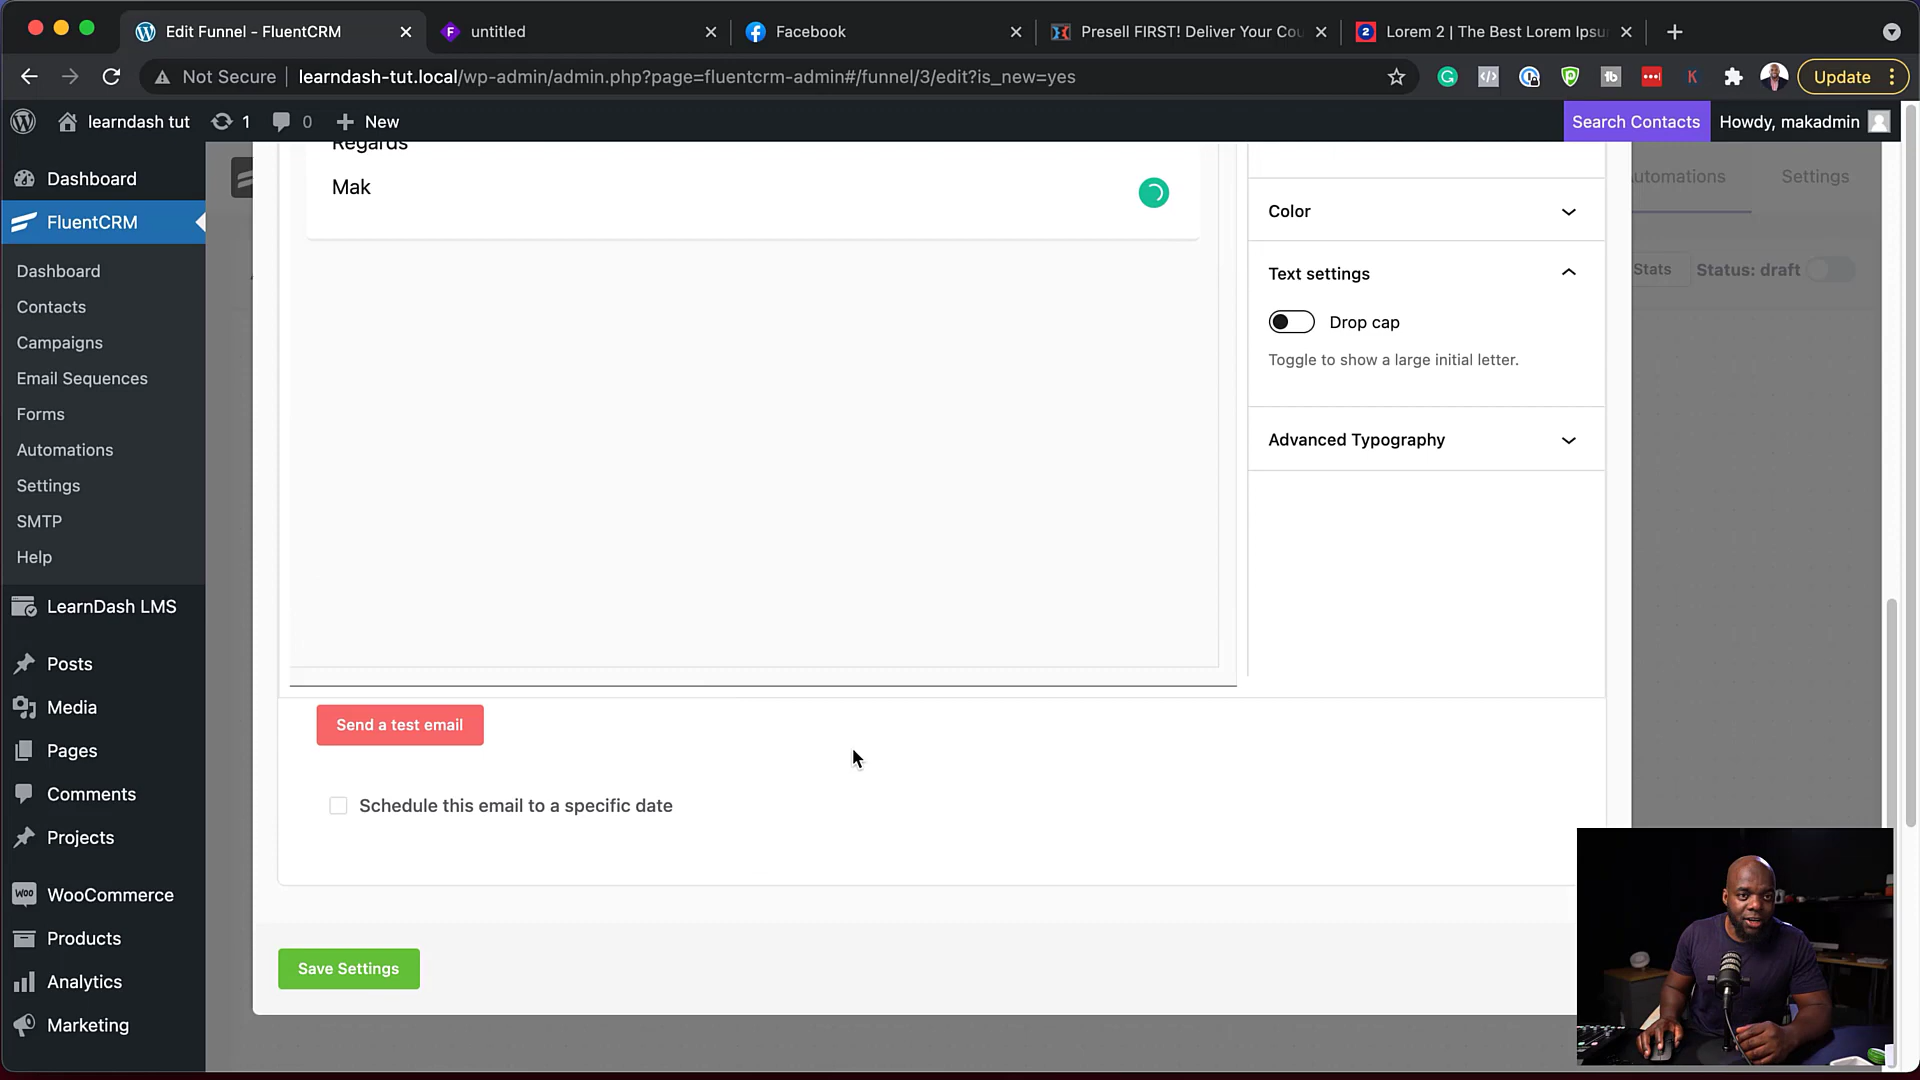 Edit Funnel - FluentCRM
untitled
Facebook
Presell FIRST! Deliver Your Cou
Lorem 2 | The Best Lorem Ipsu
Not Secure
learndash-tut.local/wp-admin/admin.php?page=fluentcrm-admin#/funnel/3/edit?is_new=yes
Update
learndash tut
1
0
New
Search Contacts
Howdy, makadmin
Dashboard
FluentCRM
Dashboard
Contacts
Campaigns
Email Sequences
Forms
Automations
Settings
SMTP
Help
LearnDash LMS
Posts
Media
Pages
Comments
Projects
WooCommerce
Products
Analytics
Marketing
Regards
Mak
Send a test email
Schedule this email to a specific date
Save Settings
Color
Text settings
Drop cap
Toggle to show a large initial letter.
Advanced Typography
Automations
Settings
Stats
Status: draft